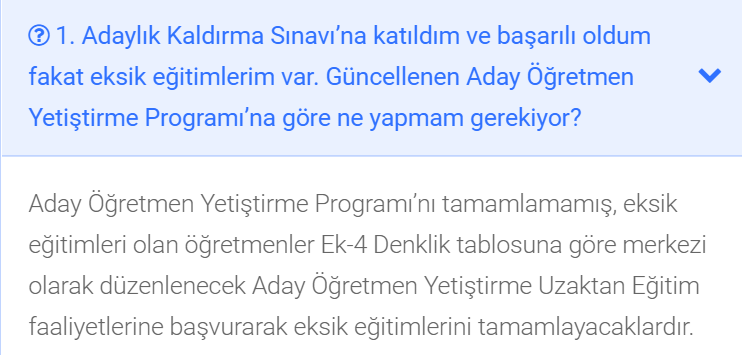 1. Adaylık Kaldırma Sınavı’na katıldım ve başarılı oldum
fakat eksik eğitimlerim var. Güncellenen Aday Öğretmen
Yetiştirme Programı’na göre ne yapmam gerekiyor?
Aday Öğretmen Yetiştirme Programı’nı tamamlamamış, eksik
eğitimleri olan öğretmenler Ek-4 Denklik tablosuna göre merkezi
olarak düzenlenecek Aday Öğretmen Yetiştirme Uzaktan Eğitim
faaliyetlerine başvurarak eksik eğitimlerini tamamlayacaklardır.